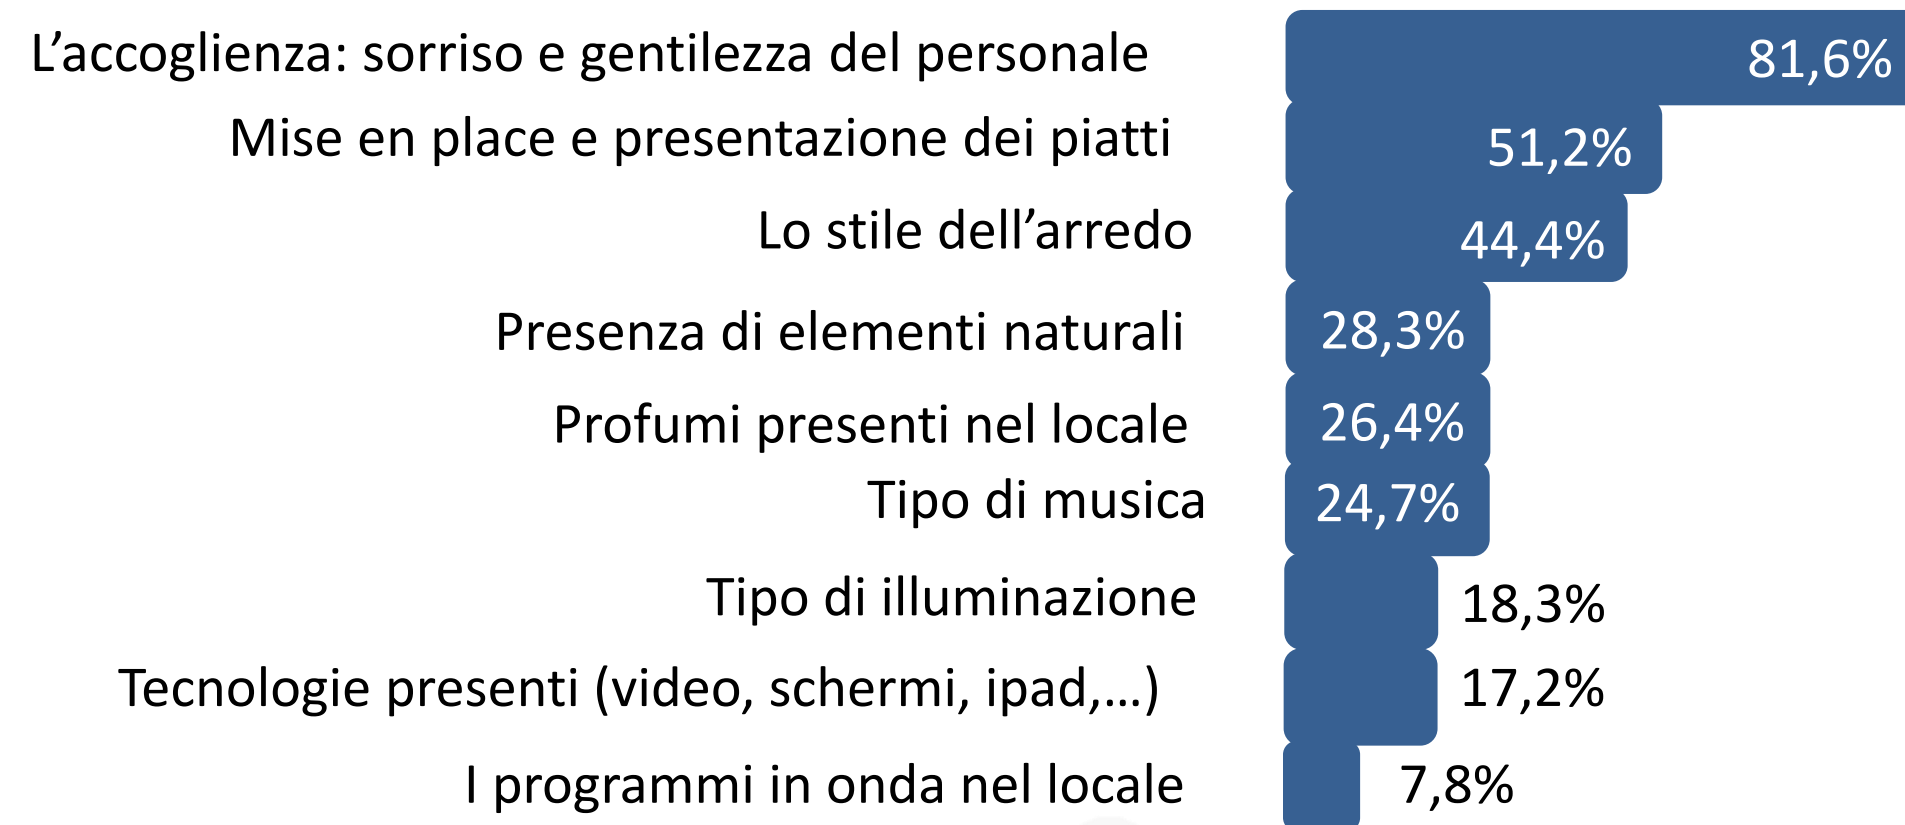 L’accoglienza: sorriso e gentilezza del personale 81,6%
Mise en place e presentazione dei piatti 51,2%
Lo stile dell’arredo 44,4%
Presenza di elementi naturali 28,3%
Profumi presenti nel locale 26,4%
Tipo di musica 24,7%
Tipo di illuminazione 18,3%
Tecnologie presenti (video, schermi, ipad,...) 17,2%
I programmi in onda nel locale 7,8%